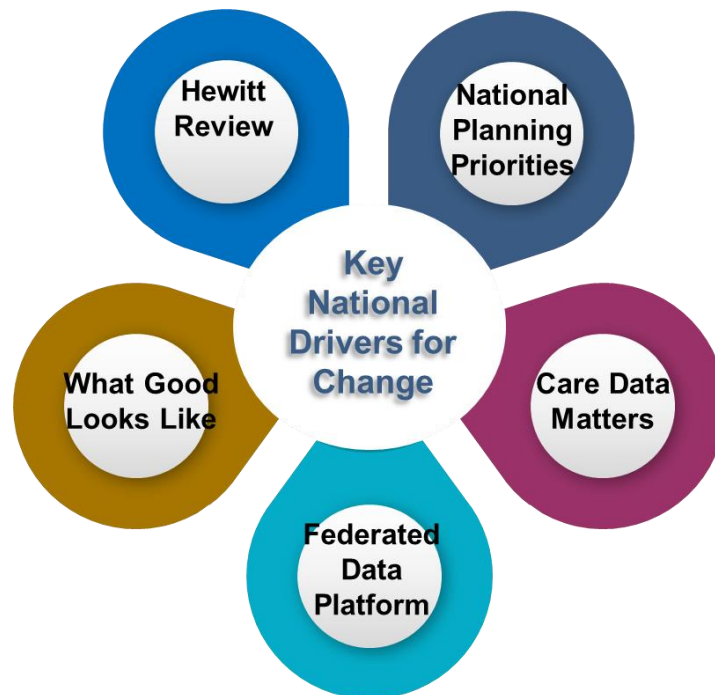 Hewitt
Review
National
Planning
Priorities
Key
National
Drivers for
Change
What Good
Looks Like
Care Data
Matters
Federated
Data
Platform